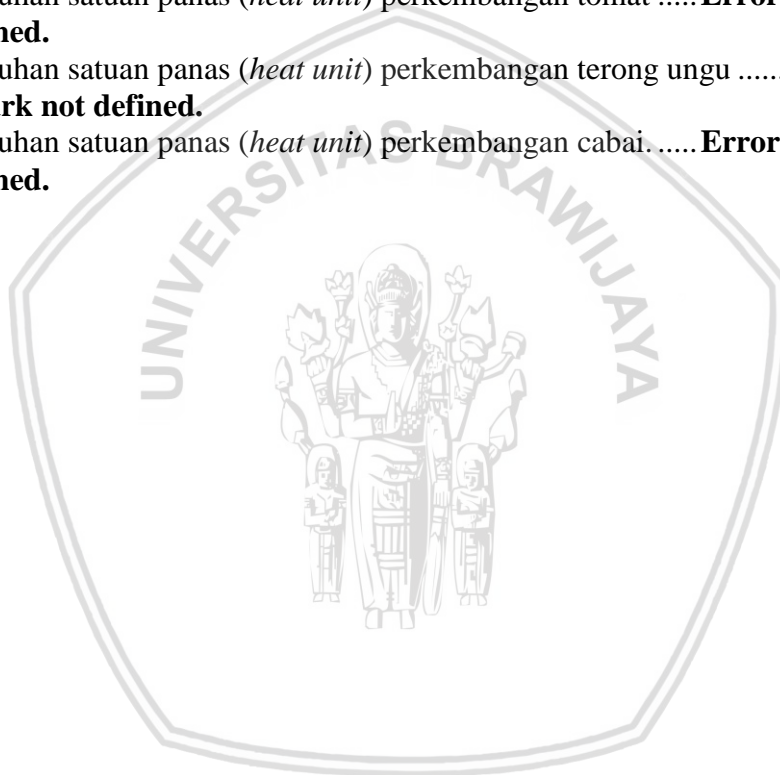 uhan satuan panas (heat unit) perkembangan tomat ..... Error
ned.
uhan satuan panas (heat unit) perkembangan terong ungu ......
rk not defined.
uhan satuan panas (heat unit) perkembangan cabai. ..... Error
ned.
UNIVERSITAS BRAWIJAYA